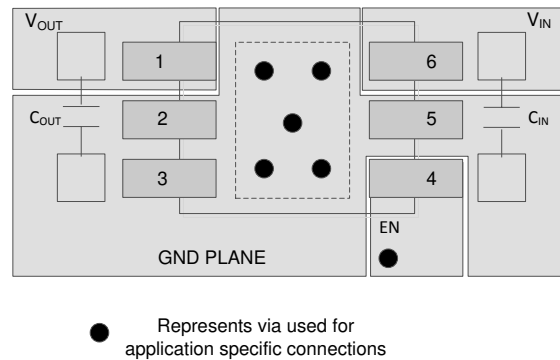 VOUT
VIN
1
6
COUT
2
5
CIN
3
4
EN
GND PLANE
Represents via used for
application specific connections